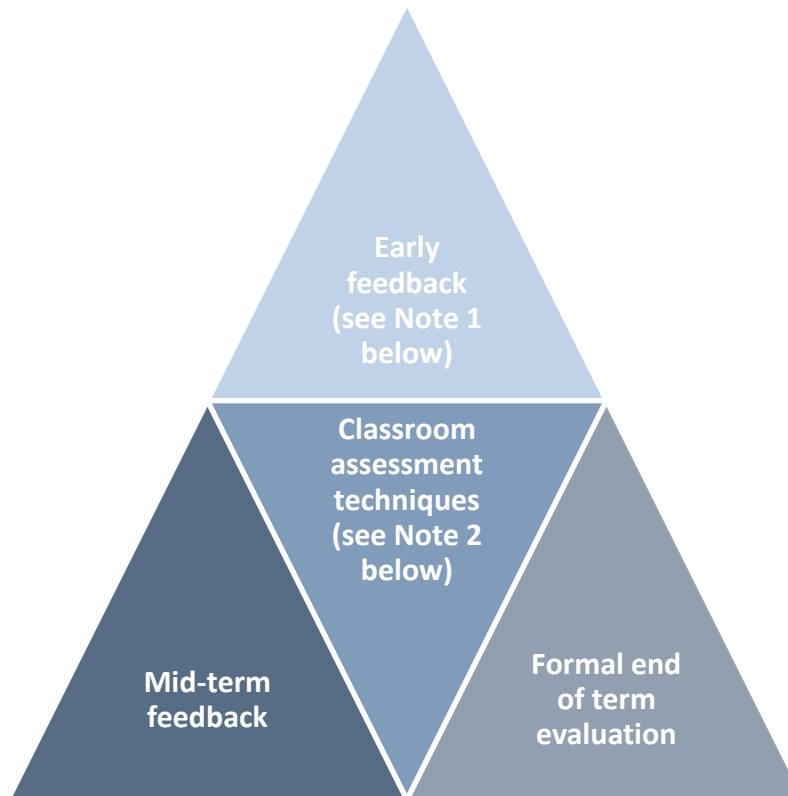 Early
feedback
(see Note 1
below)
Classroom
assessment
techniques
(see Note 2
below)
Mid-term
feedback
Formal end
of term
evaluation